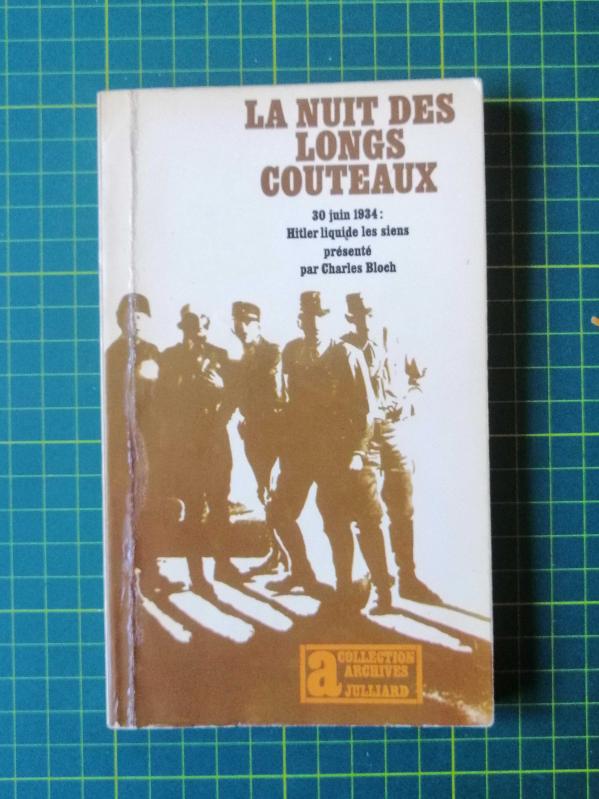 LA NUIT DES
LONGS
COUTEAUX
30 juin 1934 :
Hitler liquide les siens
présenté
par Charles Bloch
a
COLLECTION
ARCHIVES
JULLIARD